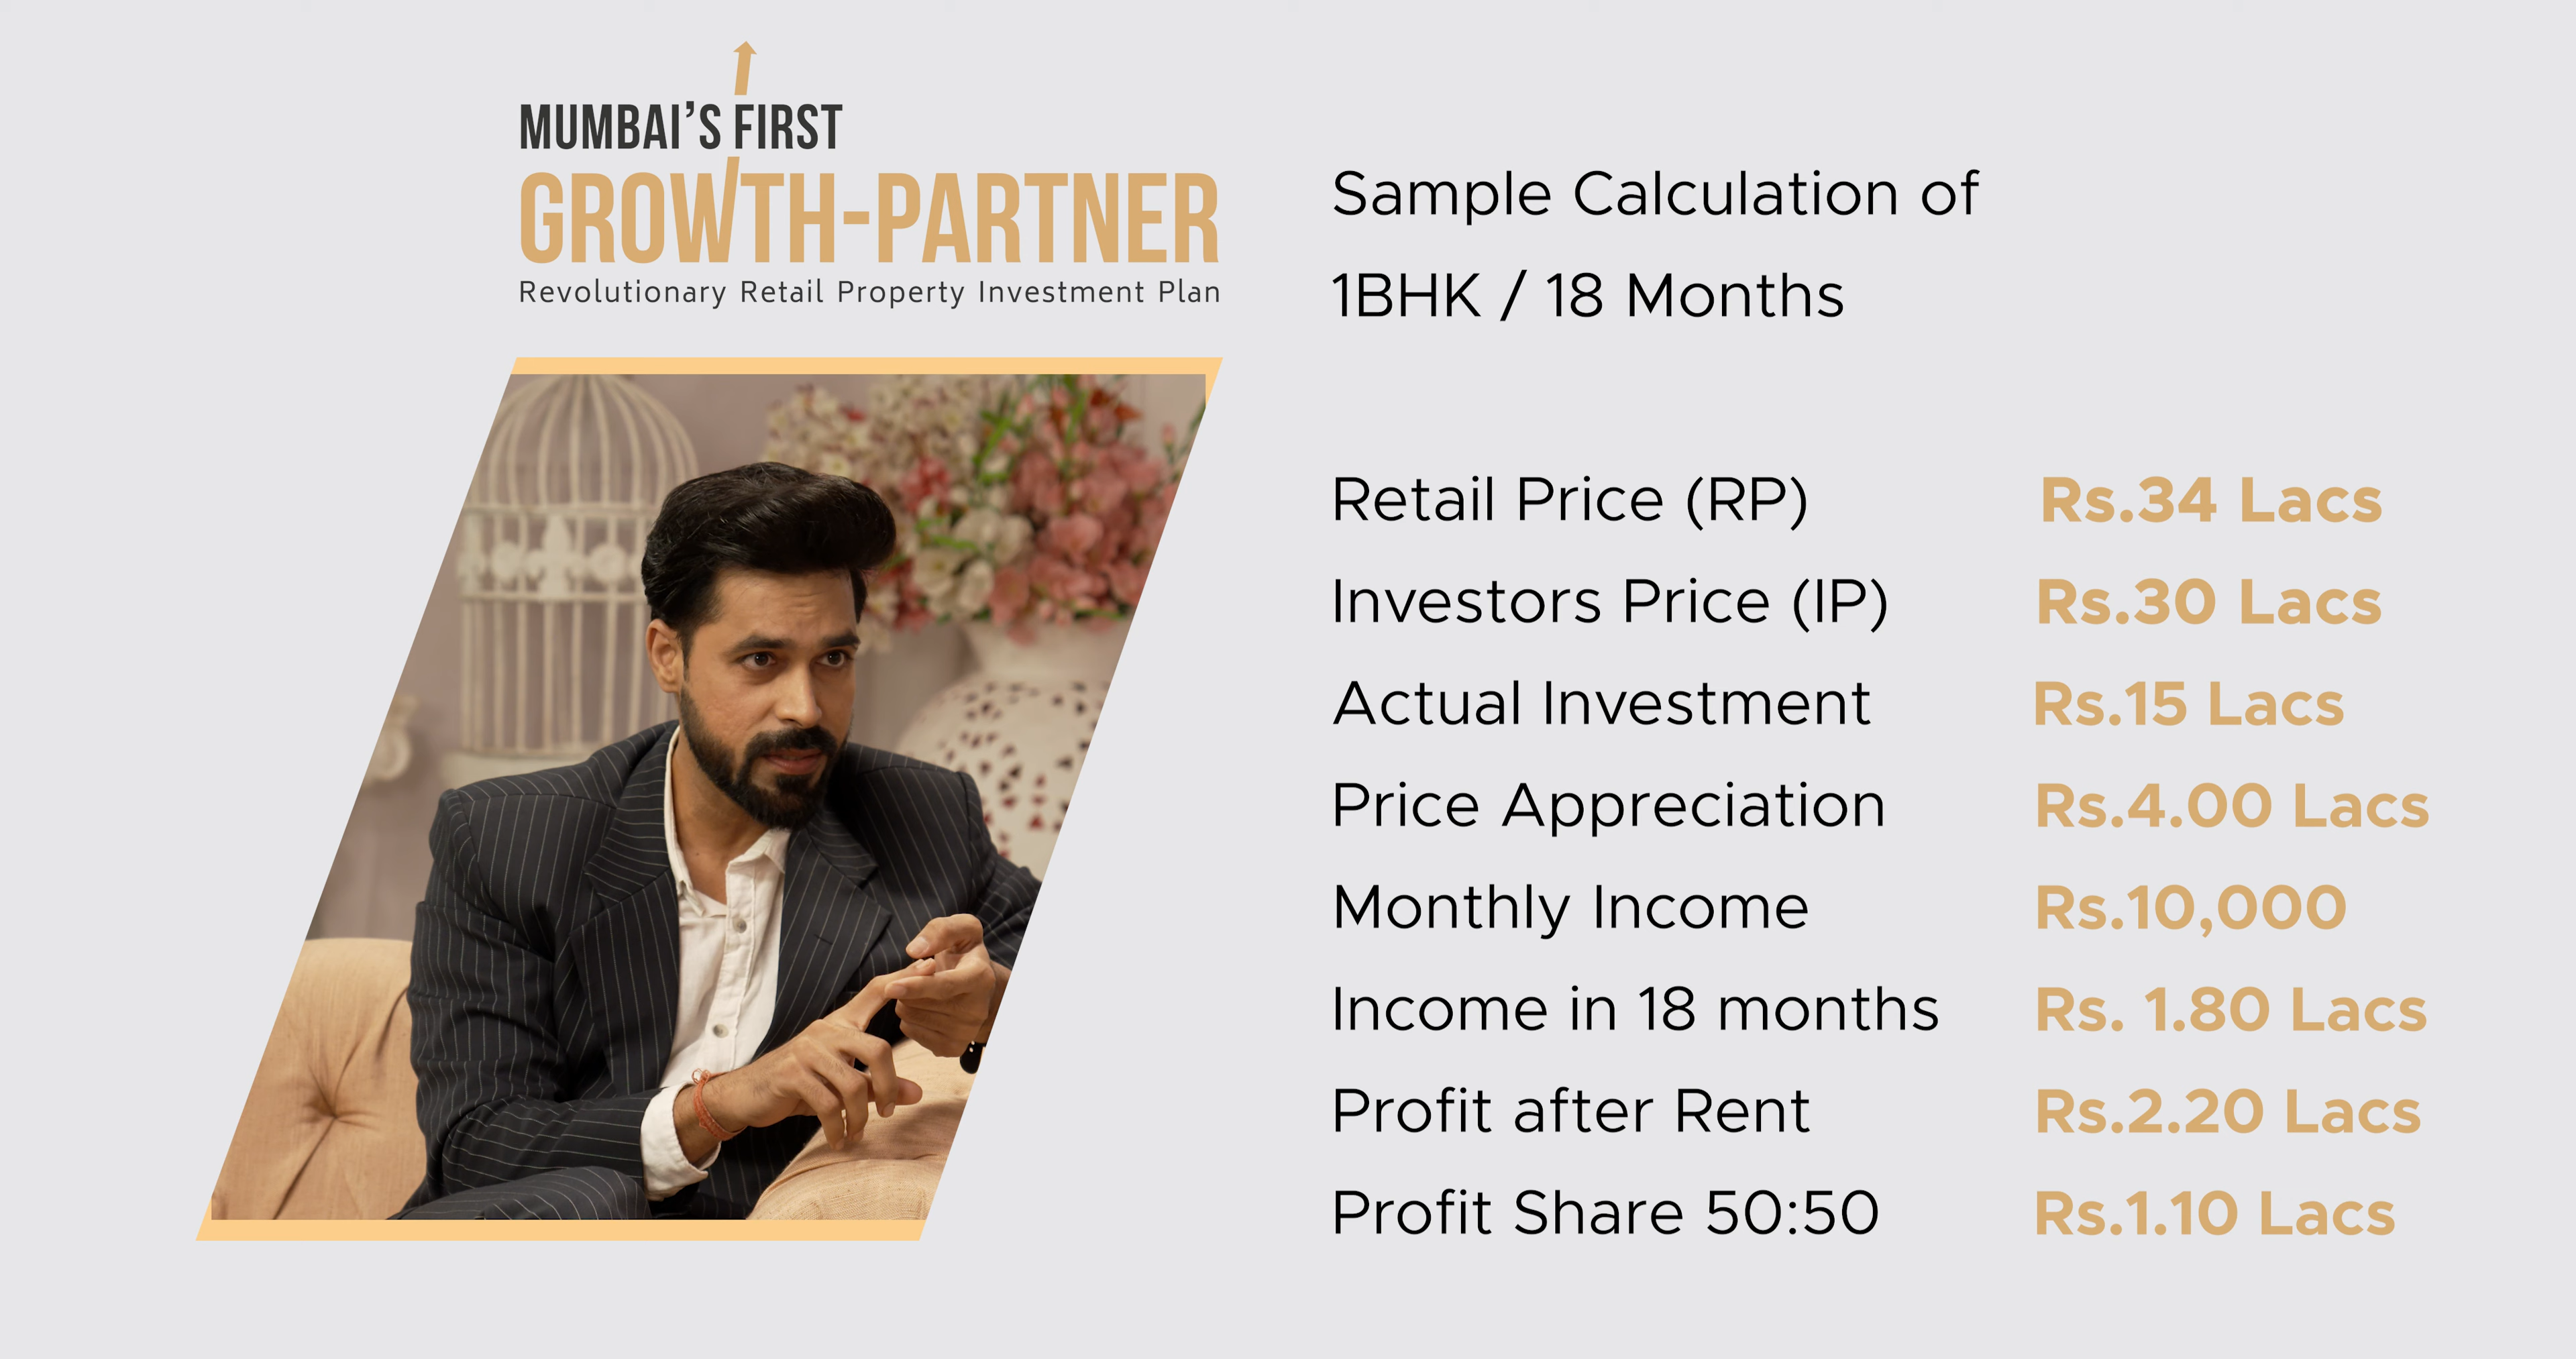 MUMBAI'S FIRST
GROWTH-PARTNER
Revolutionary Retail Property Investment Plan
Sample Calculation of
1BHK / 18 Months
Retail Price (RP) Rs.34 Lacs
Investors Price (IP) Rs.30 Lacs
Actual Investment Rs.15 Lacs
Price Appreciation Rs.4.00 Lacs
Monthly Income Rs.10,000
Income in 18 months Rs. 1.80 Lacs
Profit after Rent Rs.2.20 Lacs
Profit Share 50:50 Rs.1.10 Lacs